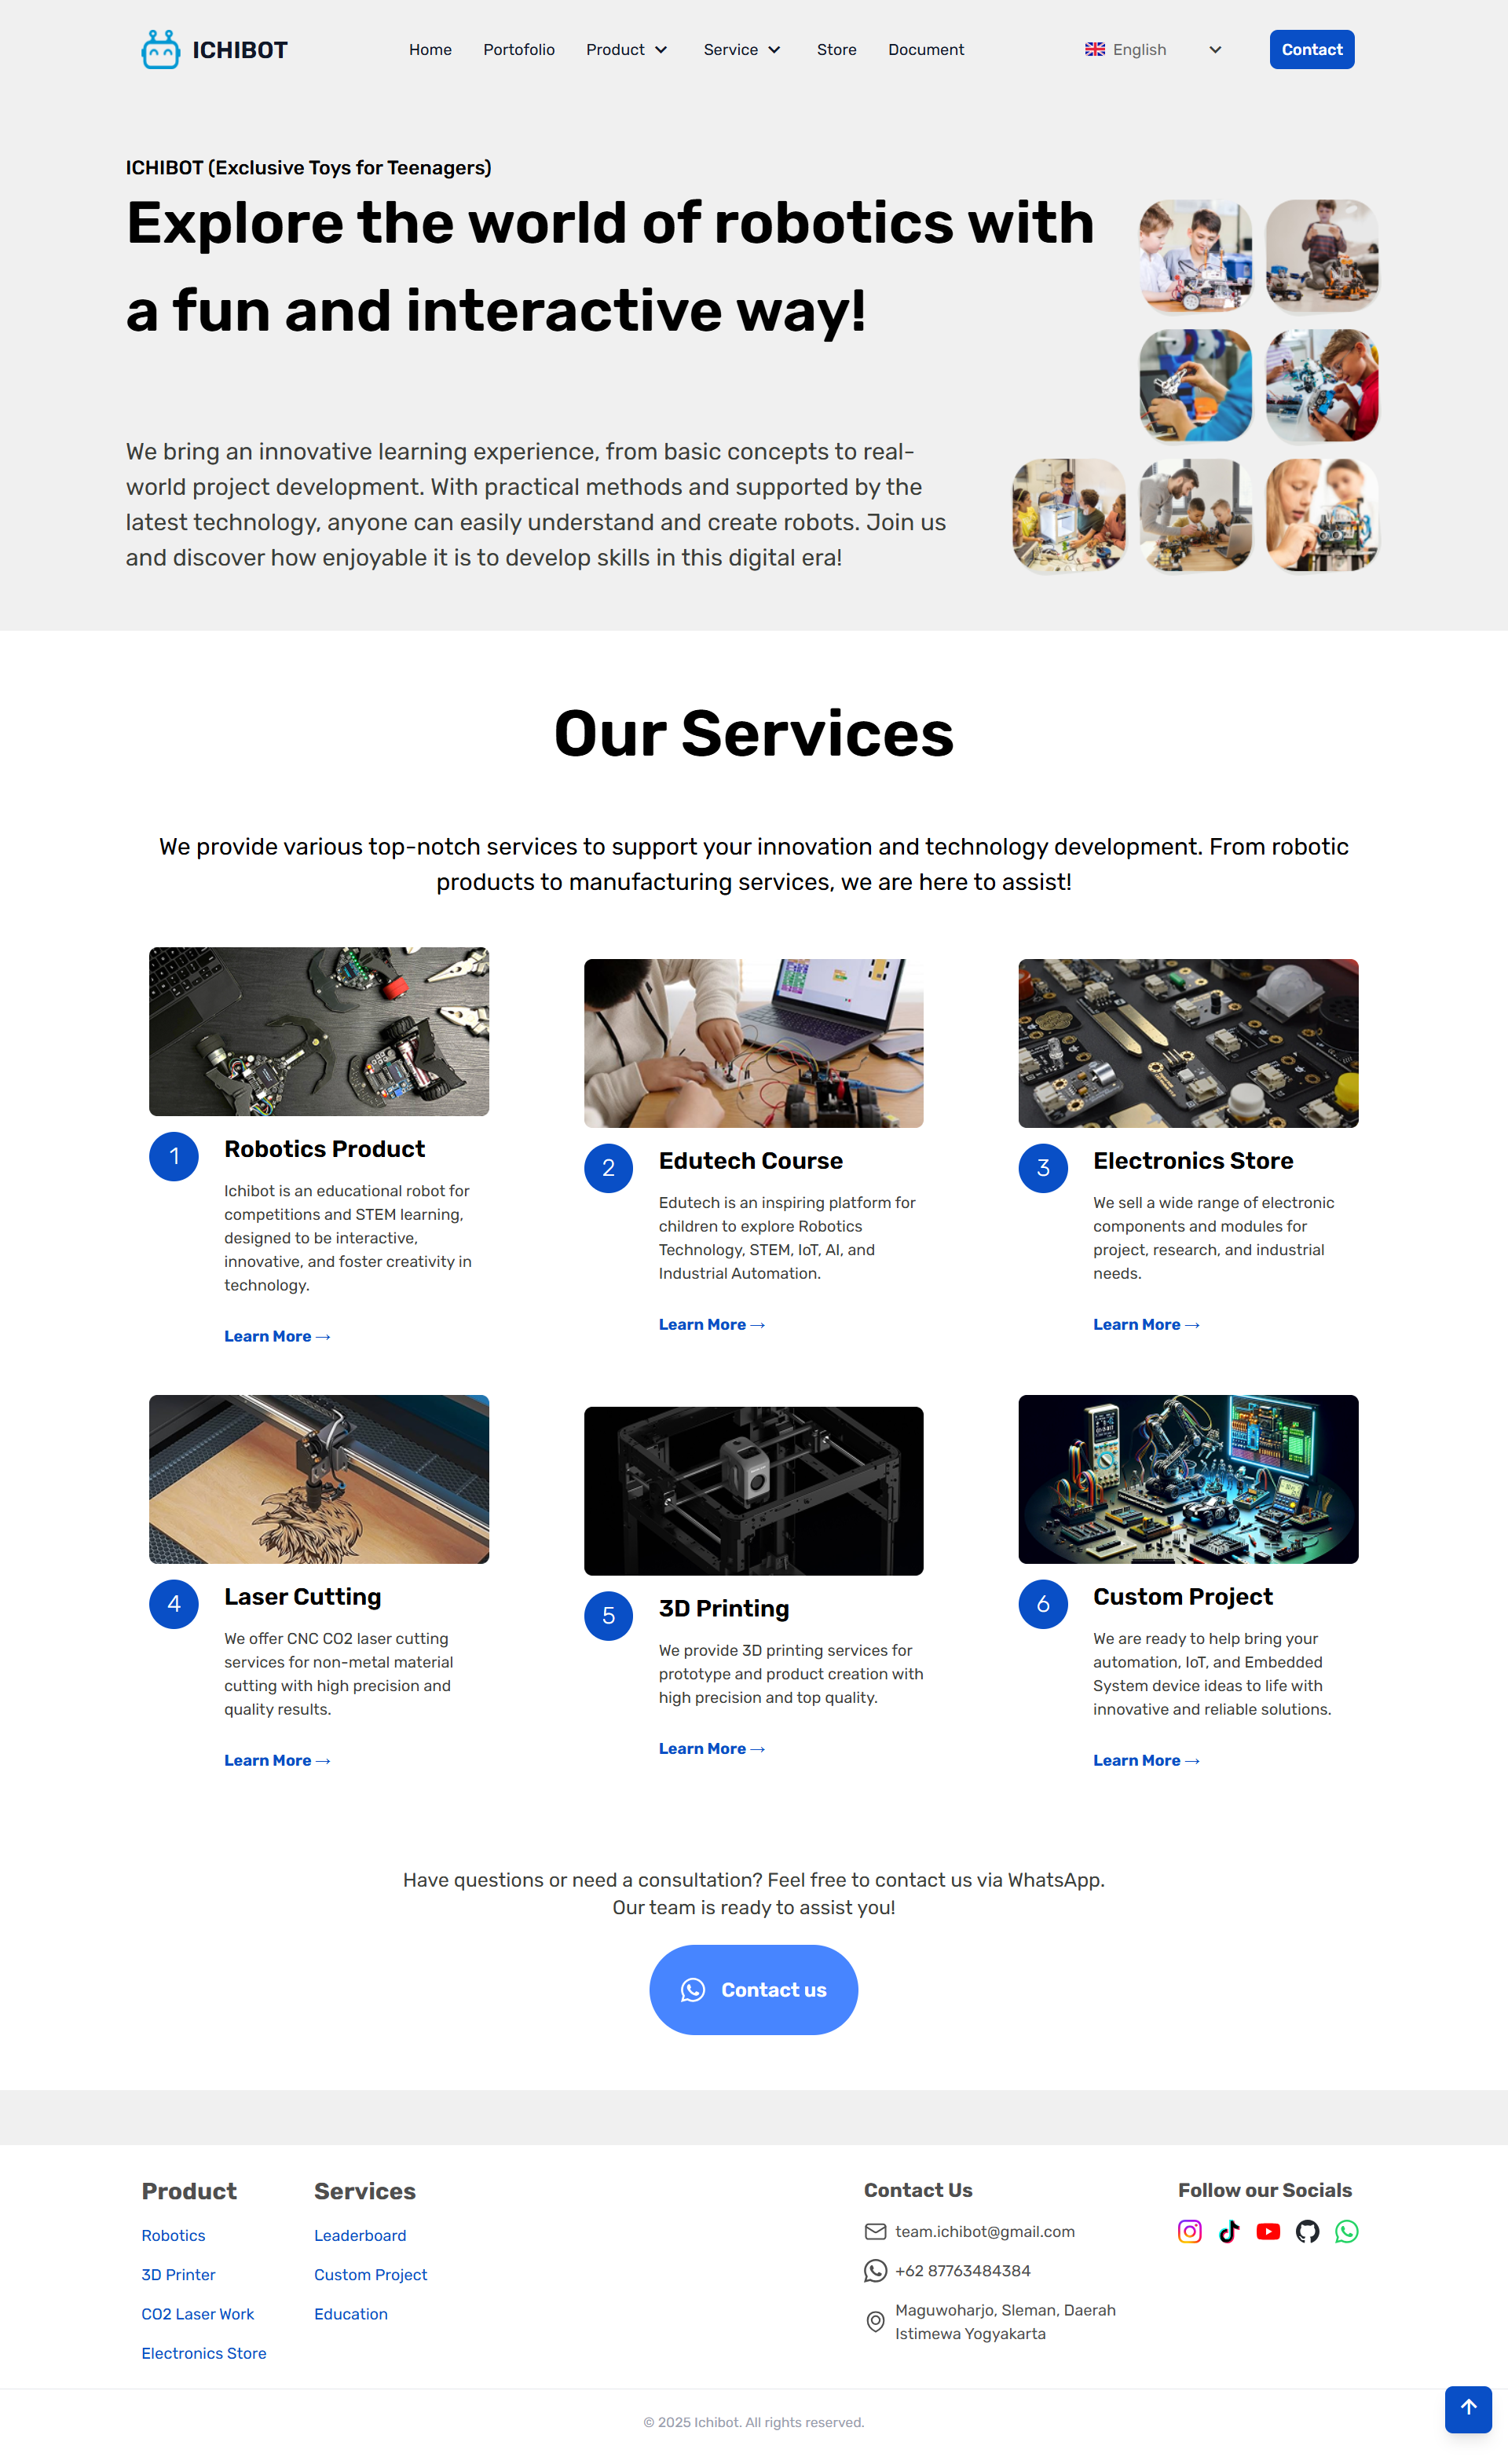 ICHIBOT
Home
Portofolio
Product
Service
Store
Document
English
Contact
ICHIBOT (Exclusive Toys for Teenagers)
Explore the world of robotics with
a fun and interactive way!
We bring an innovative learning experience, from basic concepts to real-
world project development. With practical methods and supported by the
latest technology, anyone can easily understand and create robots. Join us
and discover how enjoyable it is to develop skills in this digital era!
Our Services
We provide various top-notch services to support your innovation and technology development. From robotic
products to manufacturing services, we are here to assist!
1
Robotics Product
Ichibot is an educational robot for
competitions and STEM learning,
designed to be interactive,
innovative, and foster creativity in
technology.
Learn More →
2
Edutech Course
Edutech is an inspiring platform for
children to explore Robotics
Technology, STEM, IoT, AI, and
Industrial Automation.
Learn More →
3
Electronics Store
We sell a wide range of electronic
components and modules for
project, research, and industrial
needs.
Learn More →
4
Laser Cutting
We offer CNC CO2 laser cutting
services for non-metal material
cutting with high precision and
quality results.
Learn More →
5
3D Printing
We provide 3D printing services for
prototype and product creation with
high precision and top quality.
Learn More →
6
Custom Project
We are ready to help bring your
automation, IoT, and Embedded
System device ideas to life with
innovative and reliable solutions.
Learn More →
Have questions or need a consultation? Feel free to contact us via WhatsApp.
Our team is ready to assist you!
Contact us
Product
Robotics
3D Printer
CO2 Laser Work
Electronics Store
Services
Leaderboard
Custom Project
Education
Contact Us
team.ichibot@gmail.com
+62 87763484384
Maguwoharjo, Sleman, Daerah
Istimewa Yogyakarta
Follow our Socials
© 2025 Ichibot. All rights reserved.